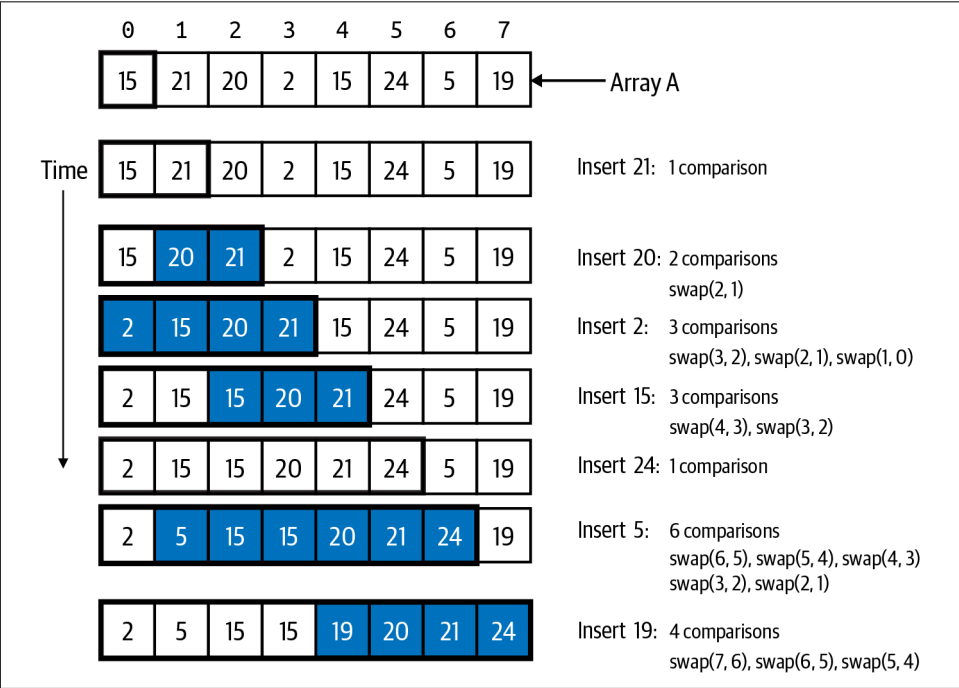 0 1 2 3 4 5 6 7
15 21 20 2 15 24 5 19 Array A
Time 15 21 20 2 15 24 5 19 Insert 21: 1 comparison
15 20 21 2 15 24 5 19 Insert 20: 2 comparisons
swap(2, 1)
2 15 20 21 15 24 5 19 Insert 2: 3 comparisons
swap(3, 2), swap(2, 1), swap(1, 0)
2 15 15 20 21 24 5 19 Insert 15: 3 comparisons
swap(4, 3), swap(3, 2)
2 15 15 20 21 24 5 19 Insert 24: 1 comparison
2 5 15 15 20 21 24 19 Insert 5: 6 comparisons
swap(6, 5), swap(5, 4), swap(4, 3)
swap(3, 2), swap(2, 1)
2 5 15 15 19 20 21 24 Insert 19: 4 comparisons
swap(7, 6), swap(6, 5), swap(5, 4)